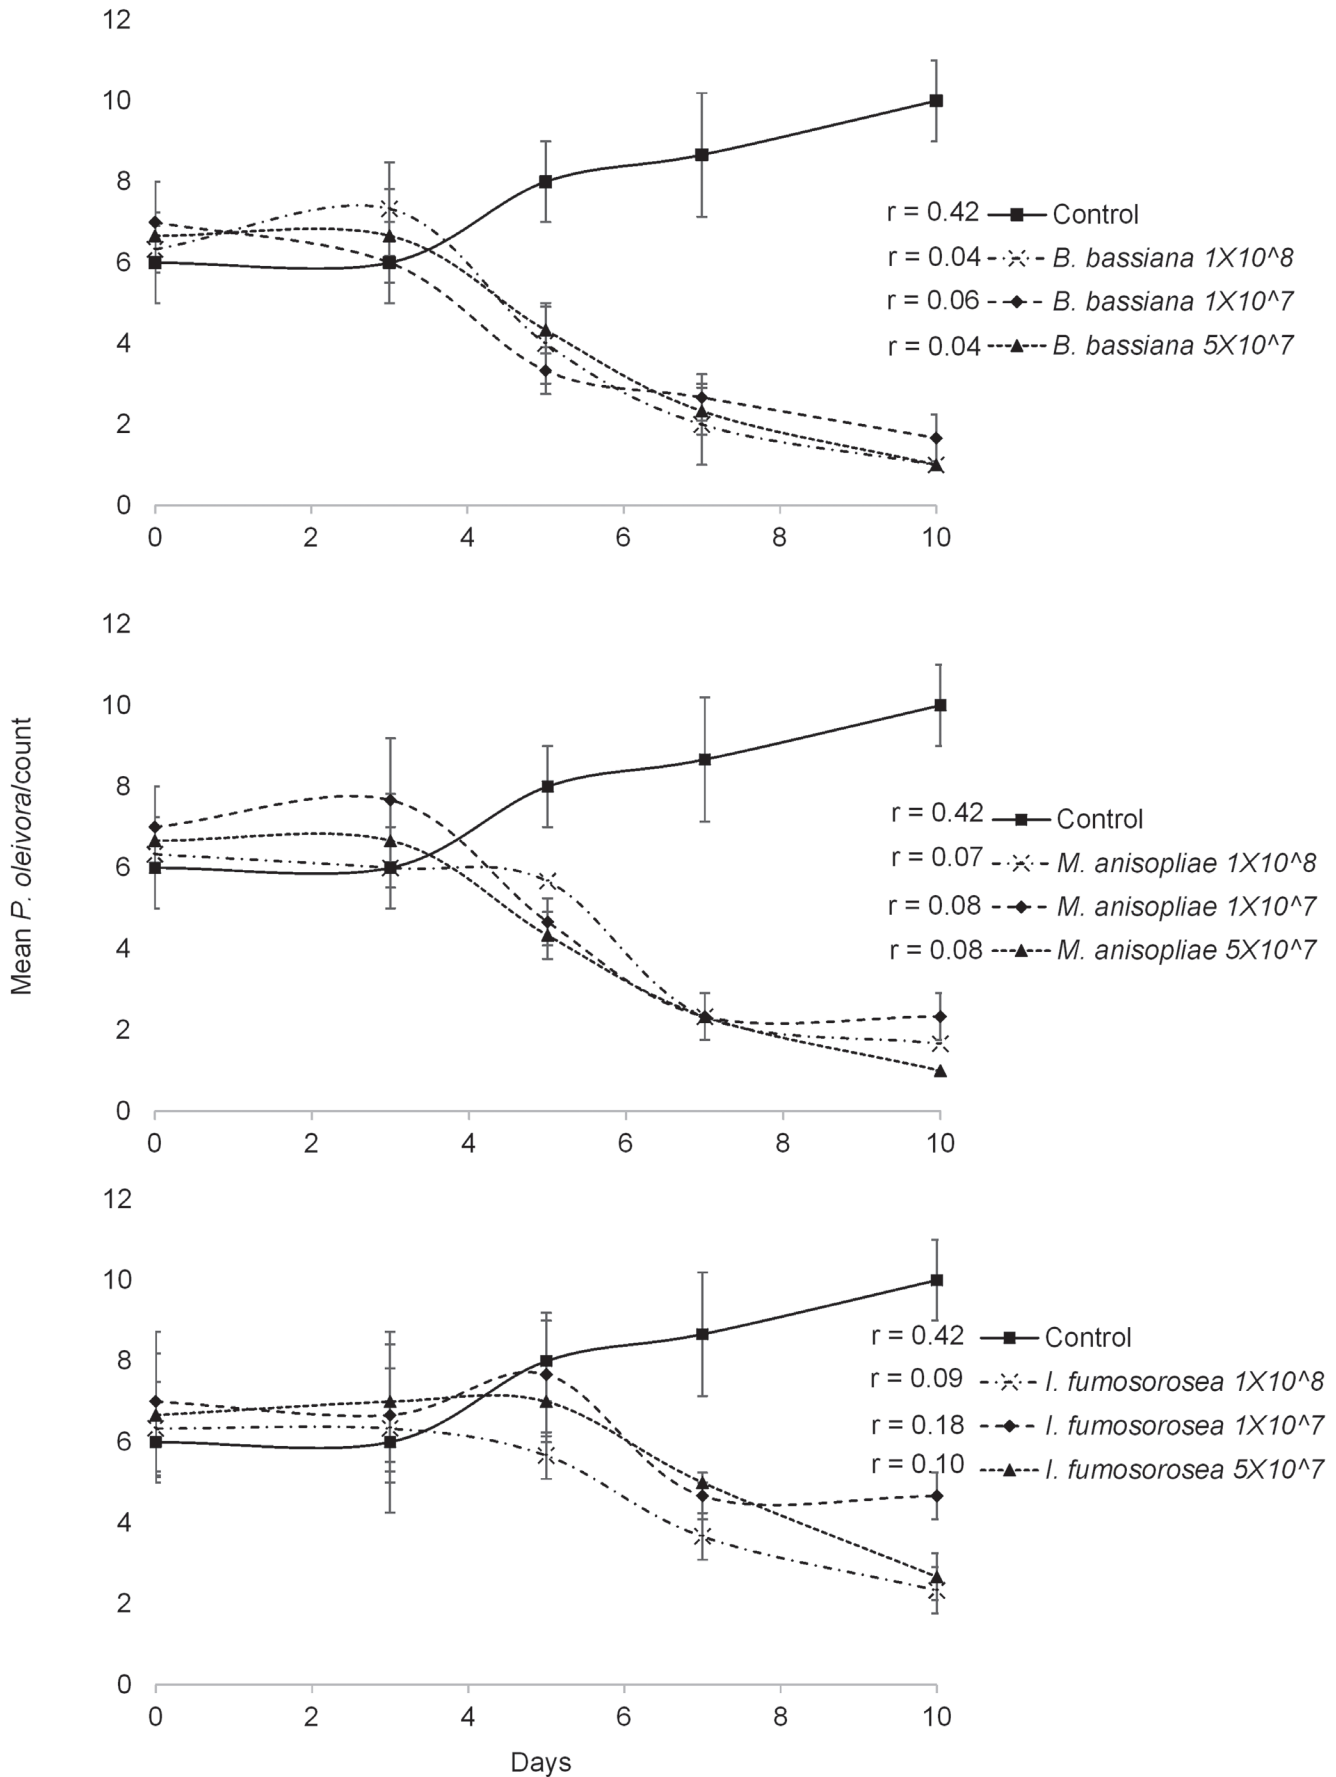 12
10
8
6
4
2
0
0 2 4 6 8 10
r = 0.42 Control
r = 0.04 B. bassiana 1X10^8
r = 0.06 B. bassiana 1X10^7
r = 0.04 B. bassiana 5X10^7
Mean P. oleivora/count
12
10
8
6
4
2
0
0 2 4 6 8 10
r = 0.42 Control
r = 0.07 M. anisopliae 1X10^8
r = 0.08 M. anisopliae 1X10^7
r = 0.08 M. anisopliae 5X10^7
12
10
8
6
4
2
0
0 2 4 6 8 10
r = 0.42 Control
r = 0.09 I. fumosorosea 1X10^8
r = 0.18 I. fumosorosea 1X10^7
r = 0.10 I. fumosorosea 5X10^7
Days